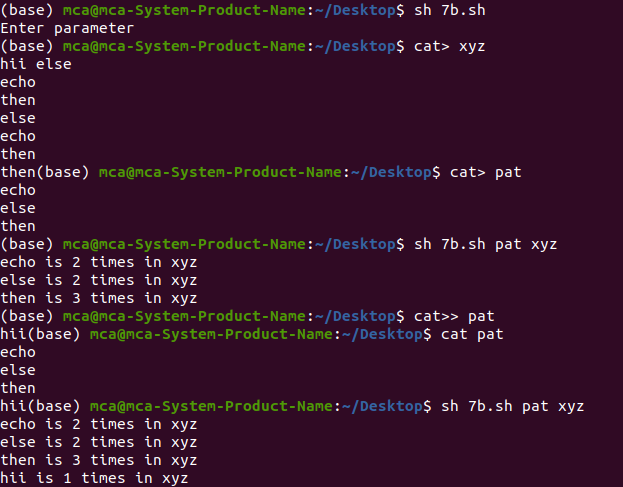 (base) mca@mca-System-Product-Name:~/Desktop$ sh 7b.sh
Enter parameter
(base) mca@mca-System-Product-Name:~/Desktop$ cat> xyz
hii else
echo
then
else
echo
then
then(base) mca@mca-System-Product-Name:~/Desktop$ cat> pat
echo
else
then
(base) mca@mca-System-Product-Name:~/Desktop$ sh 7b.sh pat xyz
echo is 2 times in xyz
else is 2 times in xyz
then is 3 times in xyz
(base) mca@mca-System-Product-Name:~/Desktop$ cat>> pat
hii(base) mca@mca-System-Product-Name:~/Desktop$ cat pat
echo
else
then
hii(base) mca@mca-System-Product-Name:~/Desktop$ sh 7b.sh pat xyz
echo is 2 times in xyz
else is 2 times in xyz
then is 3 times in xyz
hii is 1 times in xyz